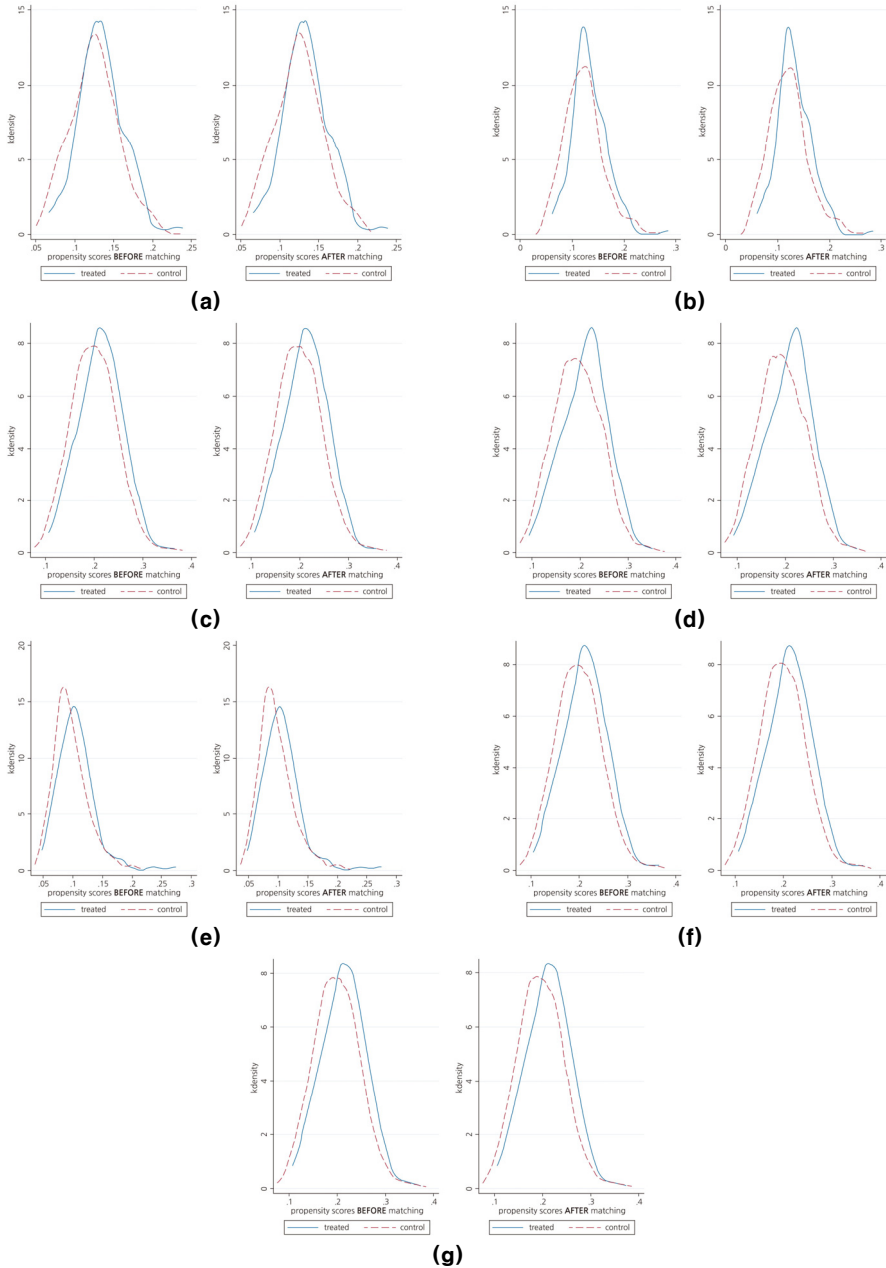 kdensity
0 5 10 15
.05 .1 .15 .2 .25
propensity scores BEFORE matching
treated control
.05 .1 .15 .2 .25
propensity scores AFTER matching
treated control
(a)
kdensity
0 5 10 15
0 .1 .2 .3
propensity scores BEFORE matching
treated control
kdensity
0 5 10 15
0 .1 .2 .3
propensity scores AFTER matching
treated control
(b)
kdensity
0 2 4 6 8
.1 .2 .3 .4
propensity scores BEFORE matching
treated control
kdensity
0 2 4 6 8
.1 .2 .3 .4
propensity scores AFTER matching
treated control
(c)
kdensity
0 2 4 6 8
.1 .2 .3 .4
propensity scores BEFORE matching
treated control
kdensity
0 2 4 6 8
.1 .2 .3 .4
propensity scores AFTER matching
treated control
(d)
kdensity
0 5 10 15 20
.05 .1 .15 .2 .25 .3
propensity scores BEFORE matching
treated control
kdensity
0 5 10 15 20
.05 .1 .15 .2 .25 .3
propensity scores AFTER matching
treated control
(e)
kdensity
0 2 4 6 8
.1 .2 .3 .4
propensity scores BEFORE matching
treated control
kdensity
0 2 4 6 8
.1 .2 .3 .4
propensity scores AFTER matching
treated control
(f)
kdensity
0 2 4 6 8
.1 .2 .3 .4
propensity scores BEFORE matching
treated control
kdensity
0 2 4 6 8
.1 .2 .3 .4
propensity scores AFTER matching
treated control
(g)